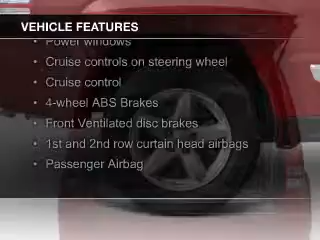 VEHICLE FEATURES
• Power windows
• Cruise controls on steering wheel
• Cruise control
• 4-wheel ABS Brakes
• Front Ventilated disc brakes
• 1st and 2nd row curtain head airbags
• Passenger Airbag